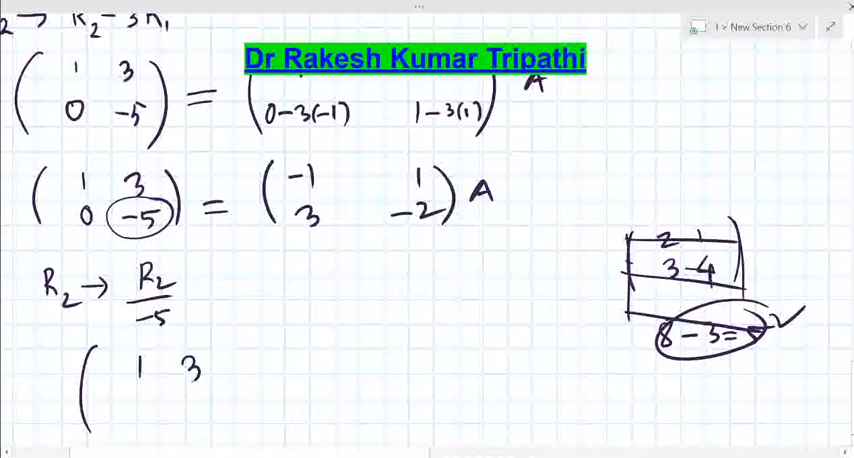 R₂ → R₂ - 3R₁
1 > New Section 6
Dr Rakesh Kumar Tripathi
( 1 3 ) = ( ) A
( 0 -5 ) ( 0-3(-1) 1-3(1) )
( 1 3 ) = ( -1 1 ) A
( 0 -5 ) ( 3 -2 )
2 1
3 -4
R₂ → R₂/-5
8 - 3 = 5
( 1 3